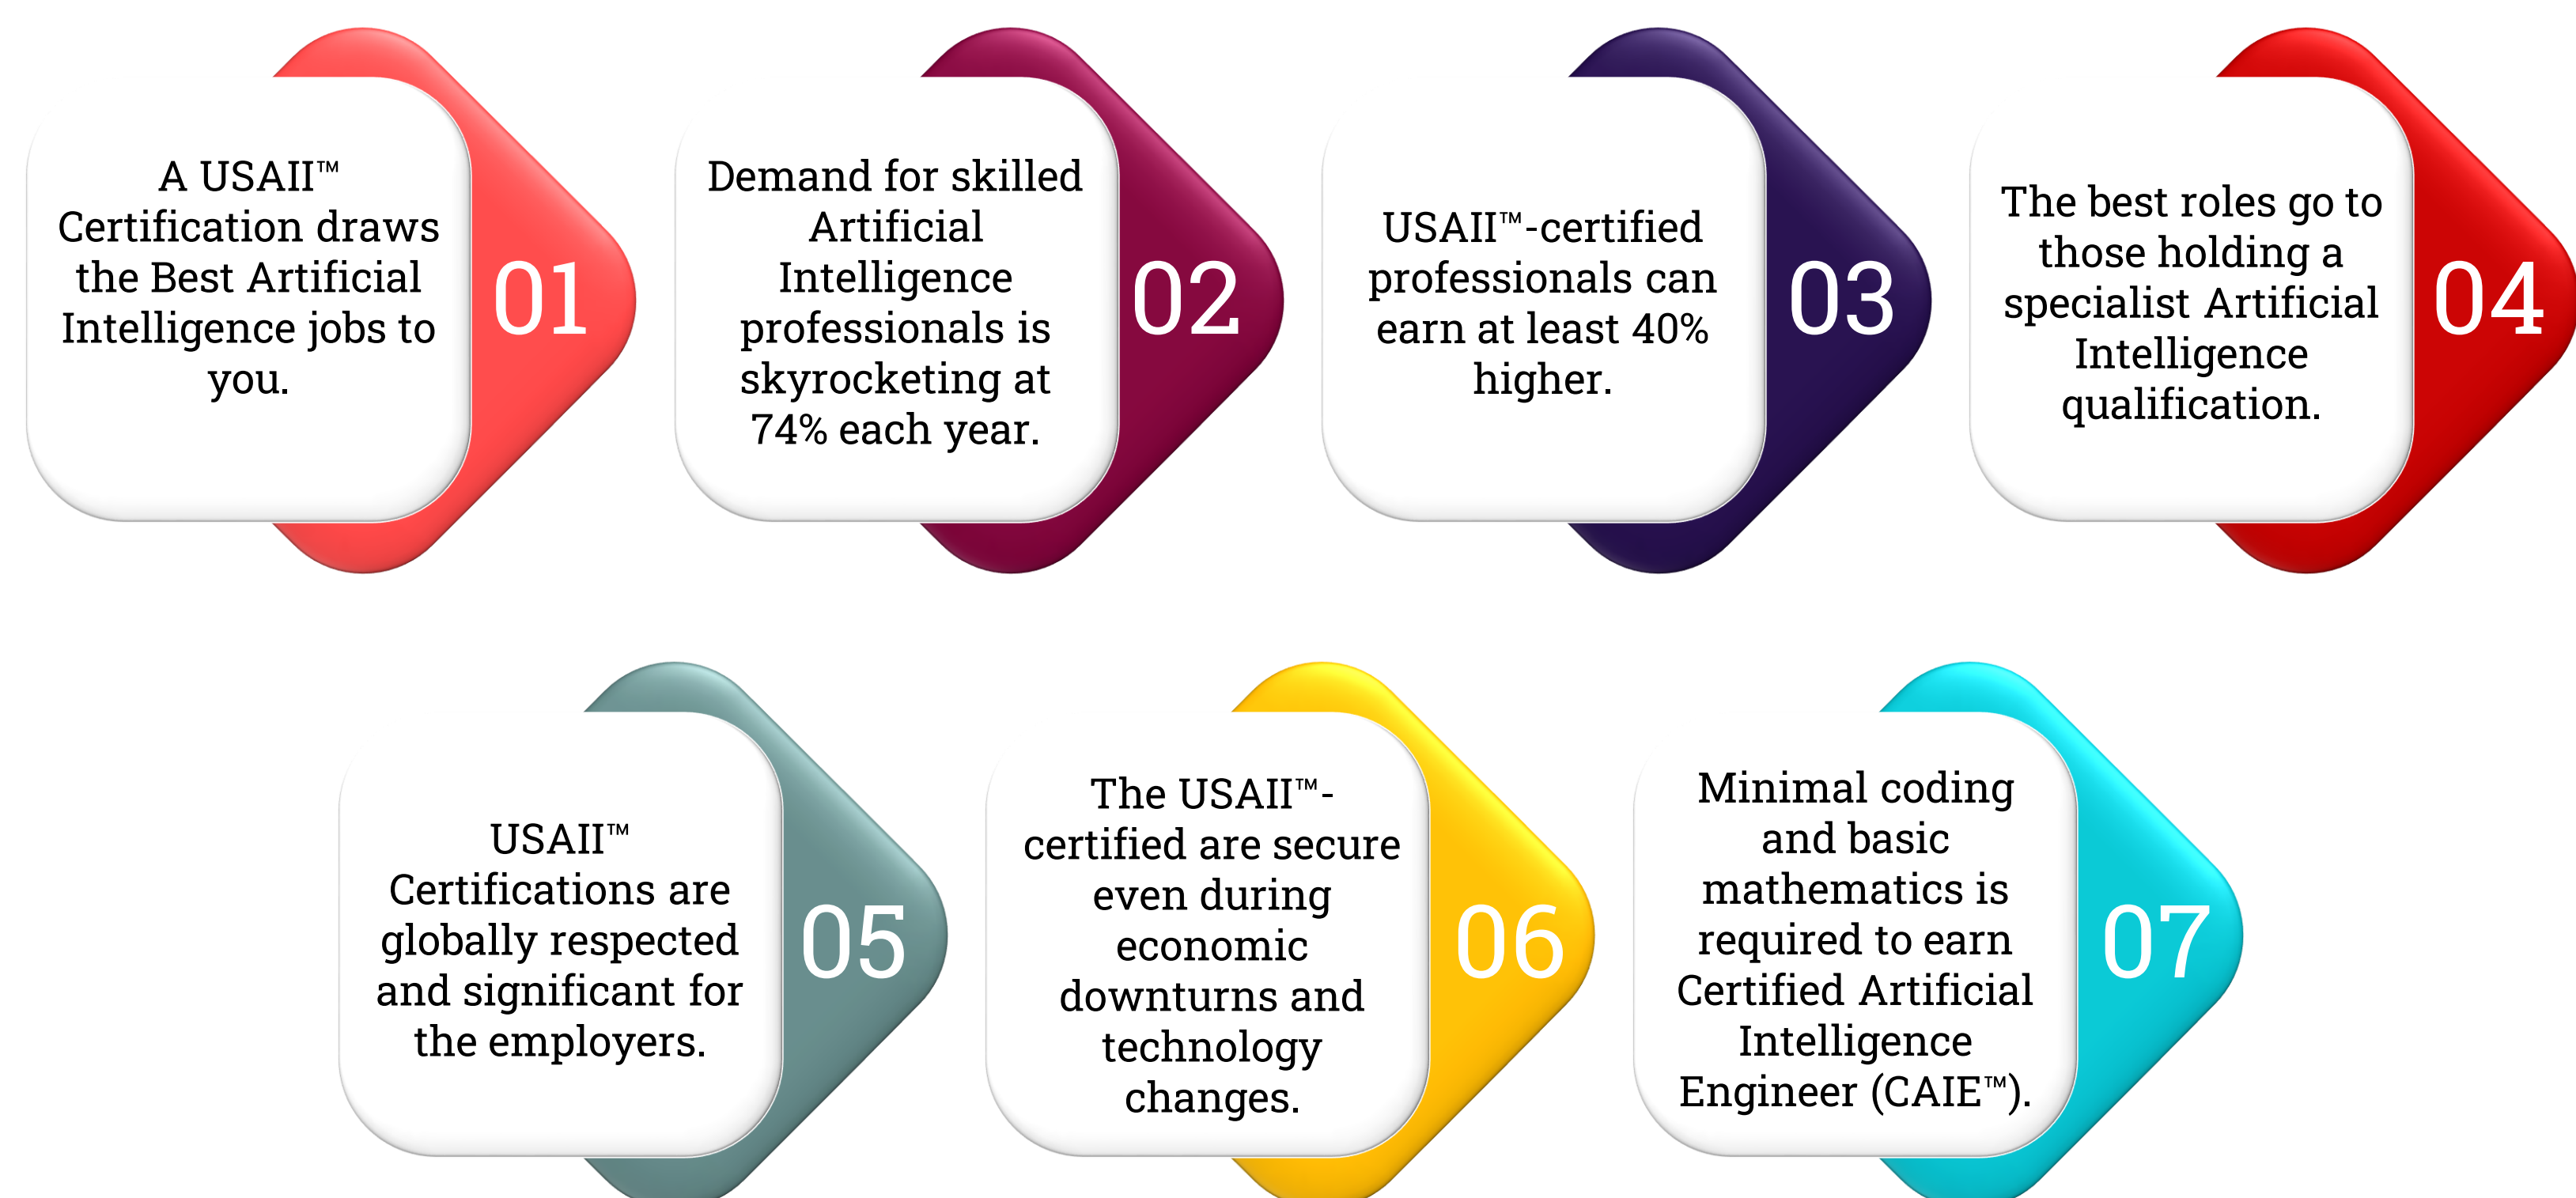 A USAII™
Certification draws
the Best Artificial
Intelligence jobs to
you.
01
Demand for skilled
Artificial
Intelligence
professionals is
skyrocketing at
74% each year.
02
USAII™-certified
professionals can
earn at least 40%
higher.
03
The best roles go to
those holding a
specialist Artificial
Intelligence
qualification.
04
USAII™
Certifications are
globally respected
and significant for
the employers.
05
The USAII™-
certified are secure
even during
economic
downturns and
technology
changes.
06
Minimal coding
and basic
mathematics is
required to earn
Certified Artificial
Intelligence
Engineer (CAIE™).
07